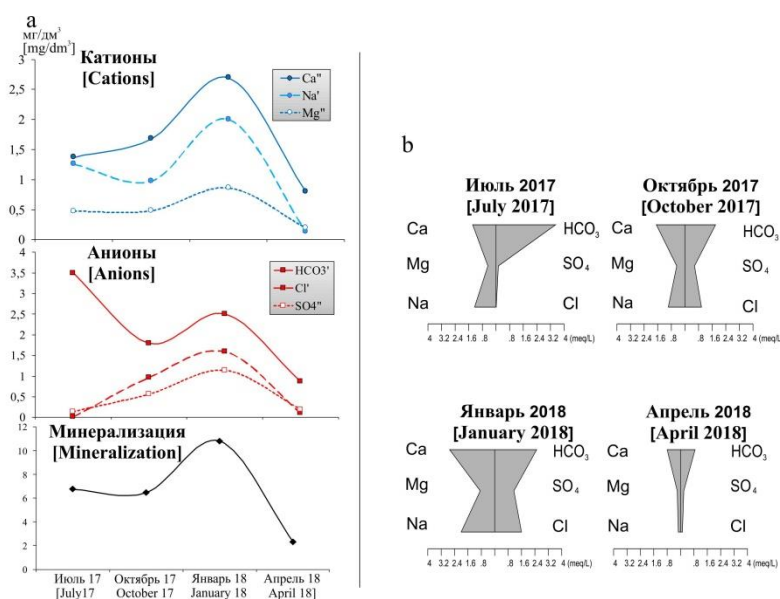 a
мг/дм³
[mg/dm³]
Катионы
[Cations]
3
2,5
2
1,5
1
0,5
0
Ca"
Na'
Mg"
Анионы
[Anions]
4
3,5
3
2,5
2
1,5
1
0,5
0
HCO3'
Cl'
SO4"
Минерализация
[Mineralization]
12
10
8
6
4
2
0
Июль 17 Октябрь 17 Январь 18 Апрель 18
[July17 October 17 January 18 April 18]
b
Июль 2017
[July 2017]
Ca HCO₃
Mg SO₄
Na Cl
4 3.2 2.4 1.6 .8 .8 1.6 2.4 3.2 4 (meq/L)
Октябрь 2017
[October 2017]
Ca HCO₃
Mg SO₄
Na Cl
4 3.2 2.4 1.6 .8 .8 1.6 2.4 3.2 4 (meq/L)
Январь 2018
[January 2018]
Ca HCO₃
Mg SO₄
Na Cl
4 3.2 2.4 1.6 .8 .8 1.6 2.4 3.2 4 (meq/L)
Апрель 2018
[April 2018]
Ca HCO₃
Mg SO₄
Na Cl
4 3.2 2.4 1.6 .8 .8 1.6 2.4 3.2 4 (meq/L)